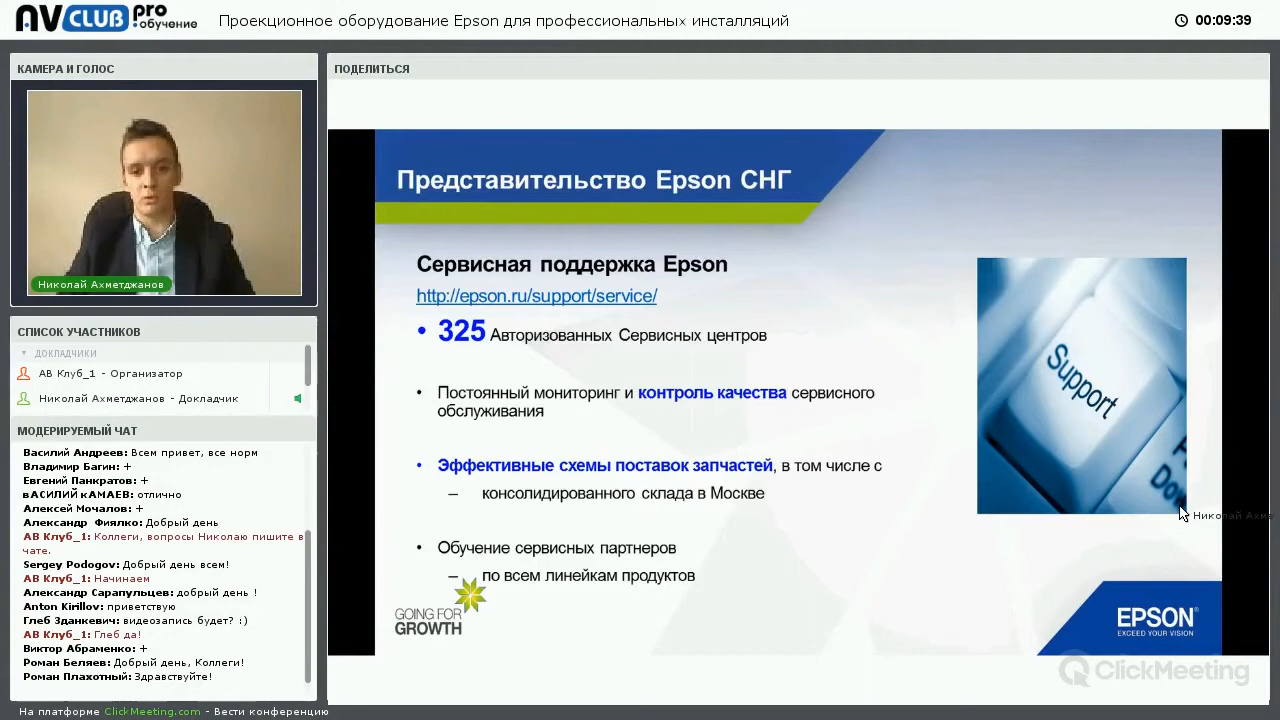 AV CLUB pro обучение
Проекционное оборудование Epson для профессиональных инсталляций
00:09:39
КАМЕРА И ГОЛОС
Николай Ахметджанов
СПИСОК УЧАСТНИКОВ
ДОКЛАДЧИКИ
АВ Клуб_1 - Организатор
Николай Ахметджанов - Докладчик
МОДЕРИРУЕМЫЙ ЧАТ
Василий Андреев: Всем привет, все норм
Владимир Багин: +
Евгений Панкратов: +
вАСИЛИЙ кАМАЕВ: отлично
Алексей Мочалов: +
Александр Фиялко: Добрый день
АВ Клуб_1: Коллеги, вопросы Николаю пишите в
чате.
Sergey Podogov: Добрый день всем!
АВ Клуб_1: Начинаем
Александр Сарапульцев: добрый день !
Anton Kirillov: приветствую
Глеб Зданкевич: видеозапись будет? :)
АВ Клуб_1: Глеб да!
Виктор Абраменко: +
Роман Беляев: Добрый день, Коллеги!
Роман Плахотный: Здравствуйте!
На платформе ClickMeeting.com - Вести конференцию
ПОДЕЛИТЬСЯ
Представительство Epson СНГ
Сервисная поддержка Epson
http://epson.ru/support/service/
• 325 Авторизованных Сервисных центров
• Постоянный мониторинг и контроль качества сервисного
обслуживания
• Эффективные схемы поставок запчастей, в том числе с
– консолидированного склада в Москве
• Обучение сервисных партнеров
– по всем линейкам продуктов
Support
Николай Ахме
GOING FOR
GROWTH
EPSON®
EXCEED YOUR VISION
ClickMeeting